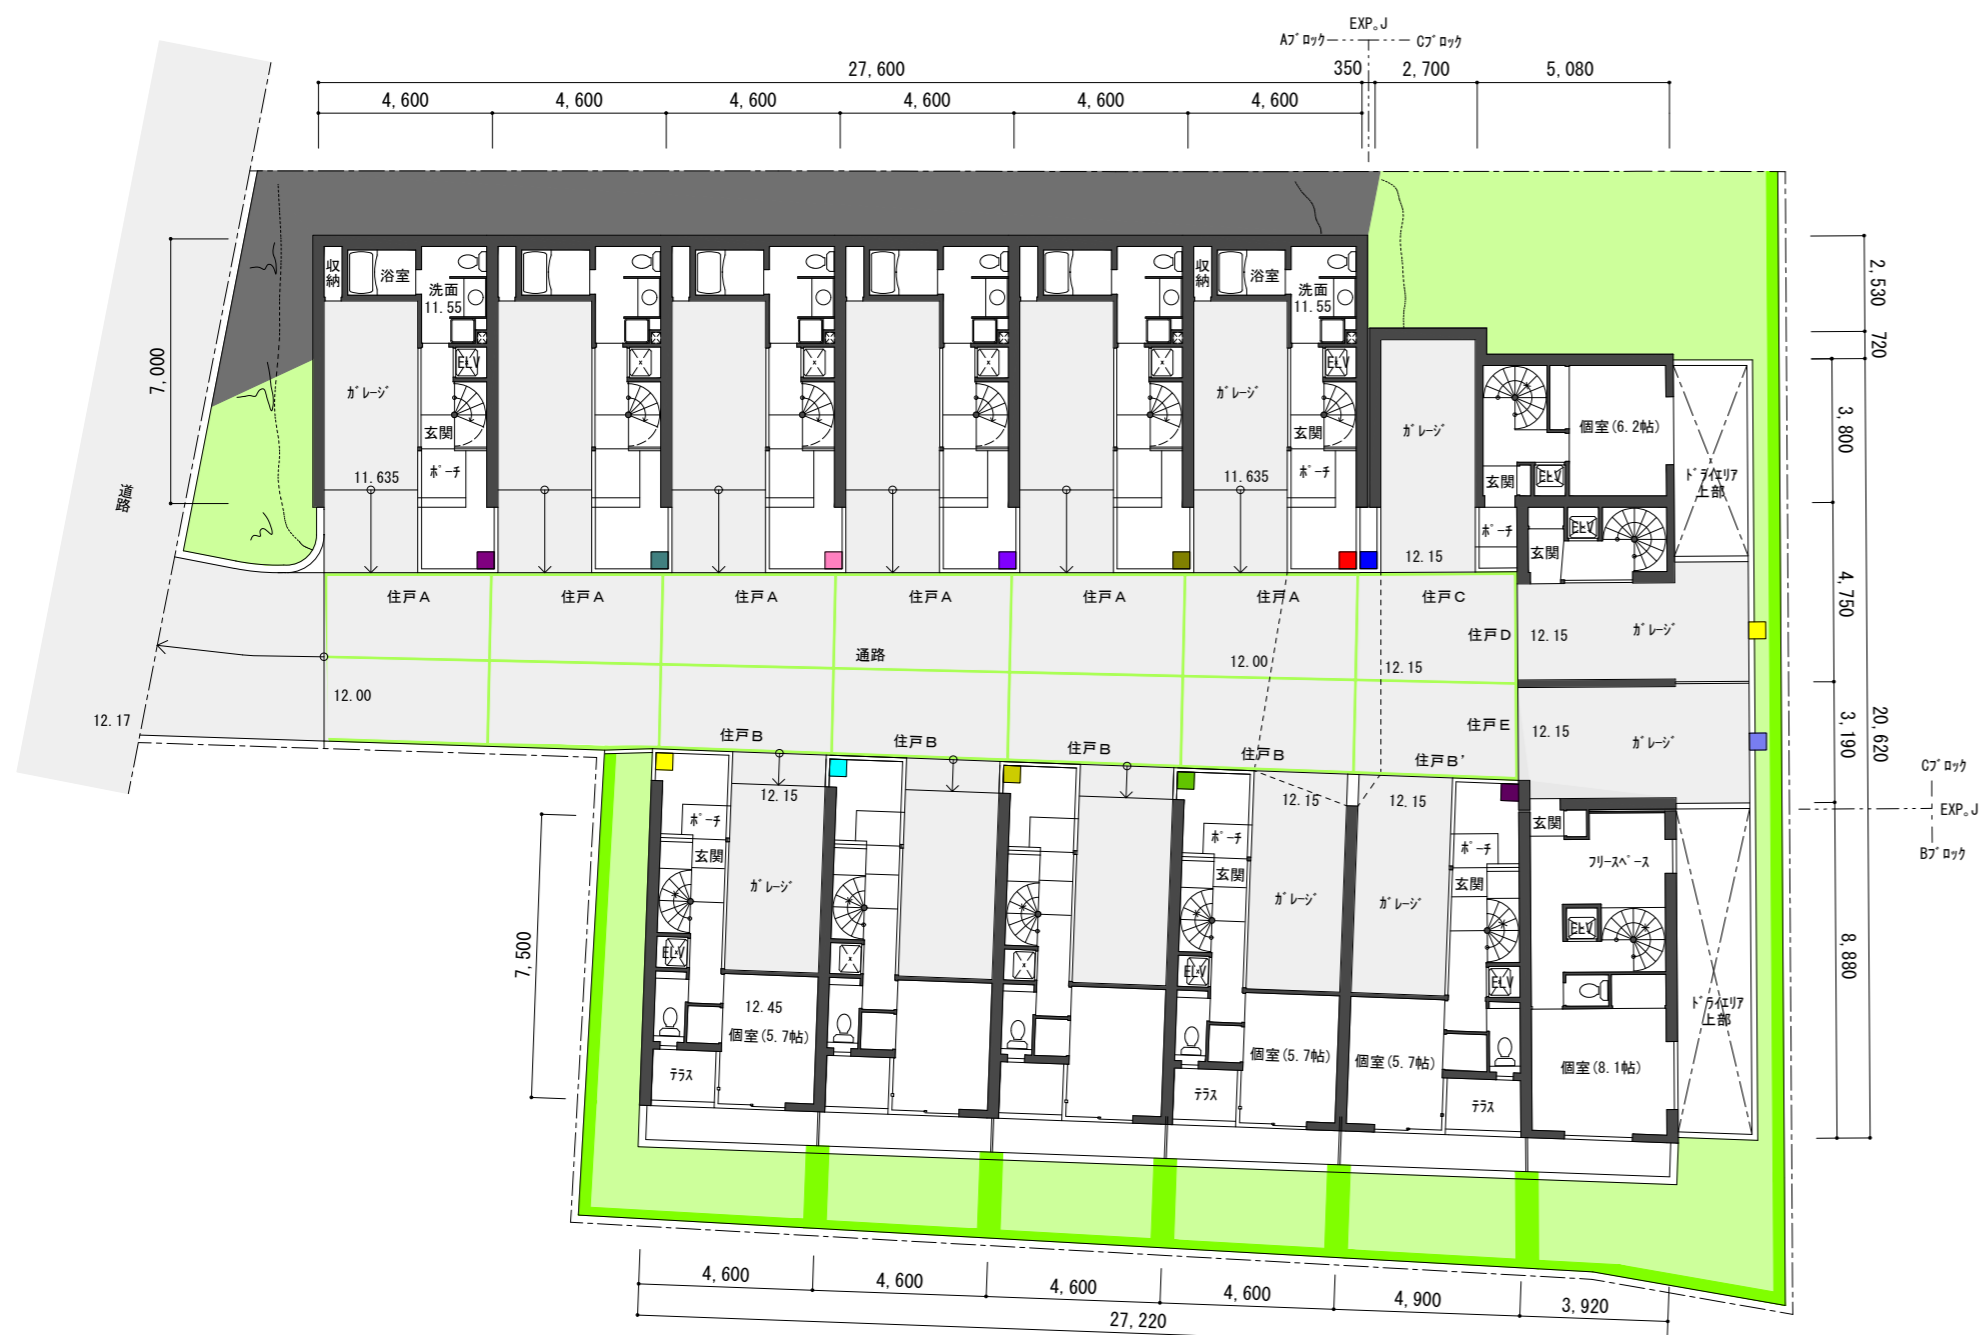 EXP。J
Aブロック
Cブロック
27,600
350
2,700
5,080
4,600
4,600
4,600
4,600
4,600
4,600
収納
浴室
洗面
11.55
収納
浴室
洗面
11.55
2,530
720
7,000
ELV
ELV
ガレージ
ガレージ
ガレージ
玄関
玄関
ポーチ
ポーチ
11.635
11.635
個室(6.2帖)
3,800
ドライエリア
上部
玄関
ELV
ポーチ
ELV
玄関
12.15
道路
住戸A
住戸A
住戸A
住戸A
住戸A
住戸A
住戸C
4,750
住戸D
12.15
ガレージ
通路
12.00
12.15
12.00
12.17
住戸B
住戸B
住戸B
住戸B
住戸B'
住戸E
12.15
ガレージ
3,190
20,620
Cブロック
EXP。J
Bブロック
12.15
12.15
12.15
ポーチ
玄関
ガレージ
ポーチ
玄関
ガレージ
ガレージ
ポーチ
玄関
玄関
フリースペース
7,500
ELV
ELV
ELV
ELV
8,880
12.45
個室(5.7帖)
個室(5.7帖)
個室(5.7帖)
個室(8.1帖)
ドライエリア
上部
テラス
テラス
テラス
4,600
4,600
4,600
4,600
4,900
3,920
27,220